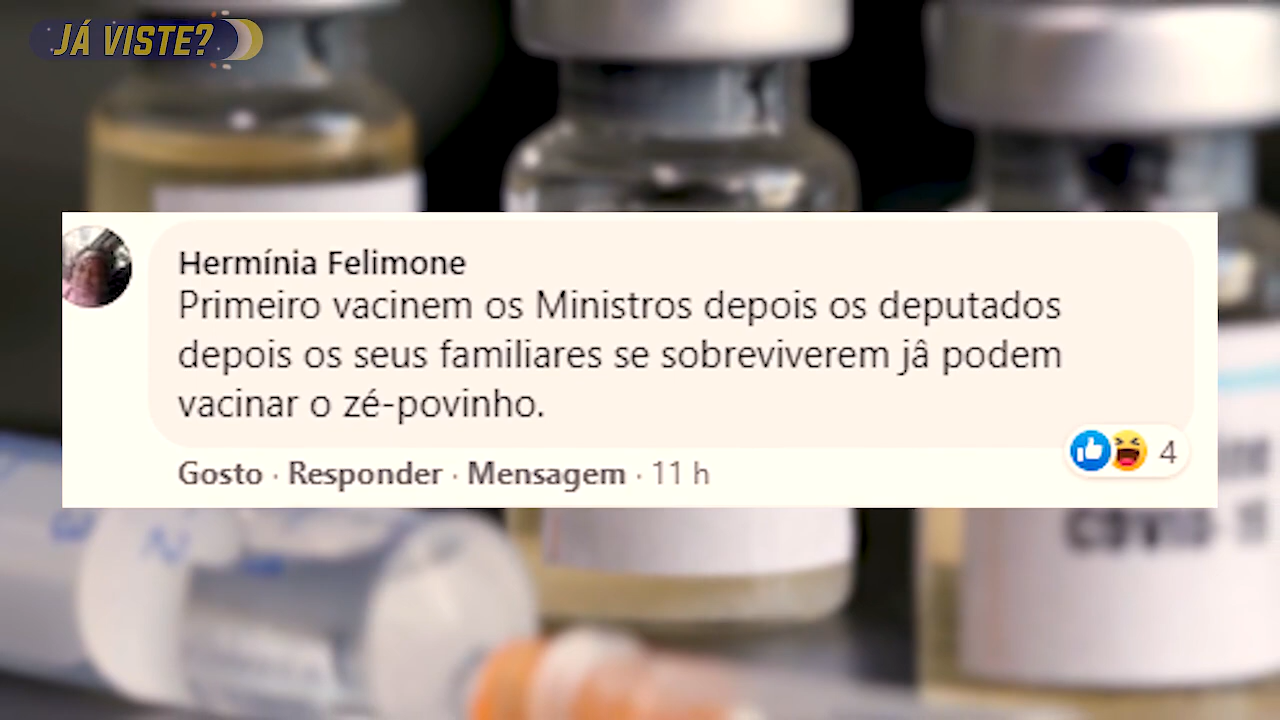 JÁ VISTE?
Hermínia Felimone
Primeiro vacinem os Ministros depois os deputados
depois os seus familiares se sobreviverem jâ podem
vacinar o zé-povinho.
4
Gosto · Responder · Mensagem · 11 h
COVID-